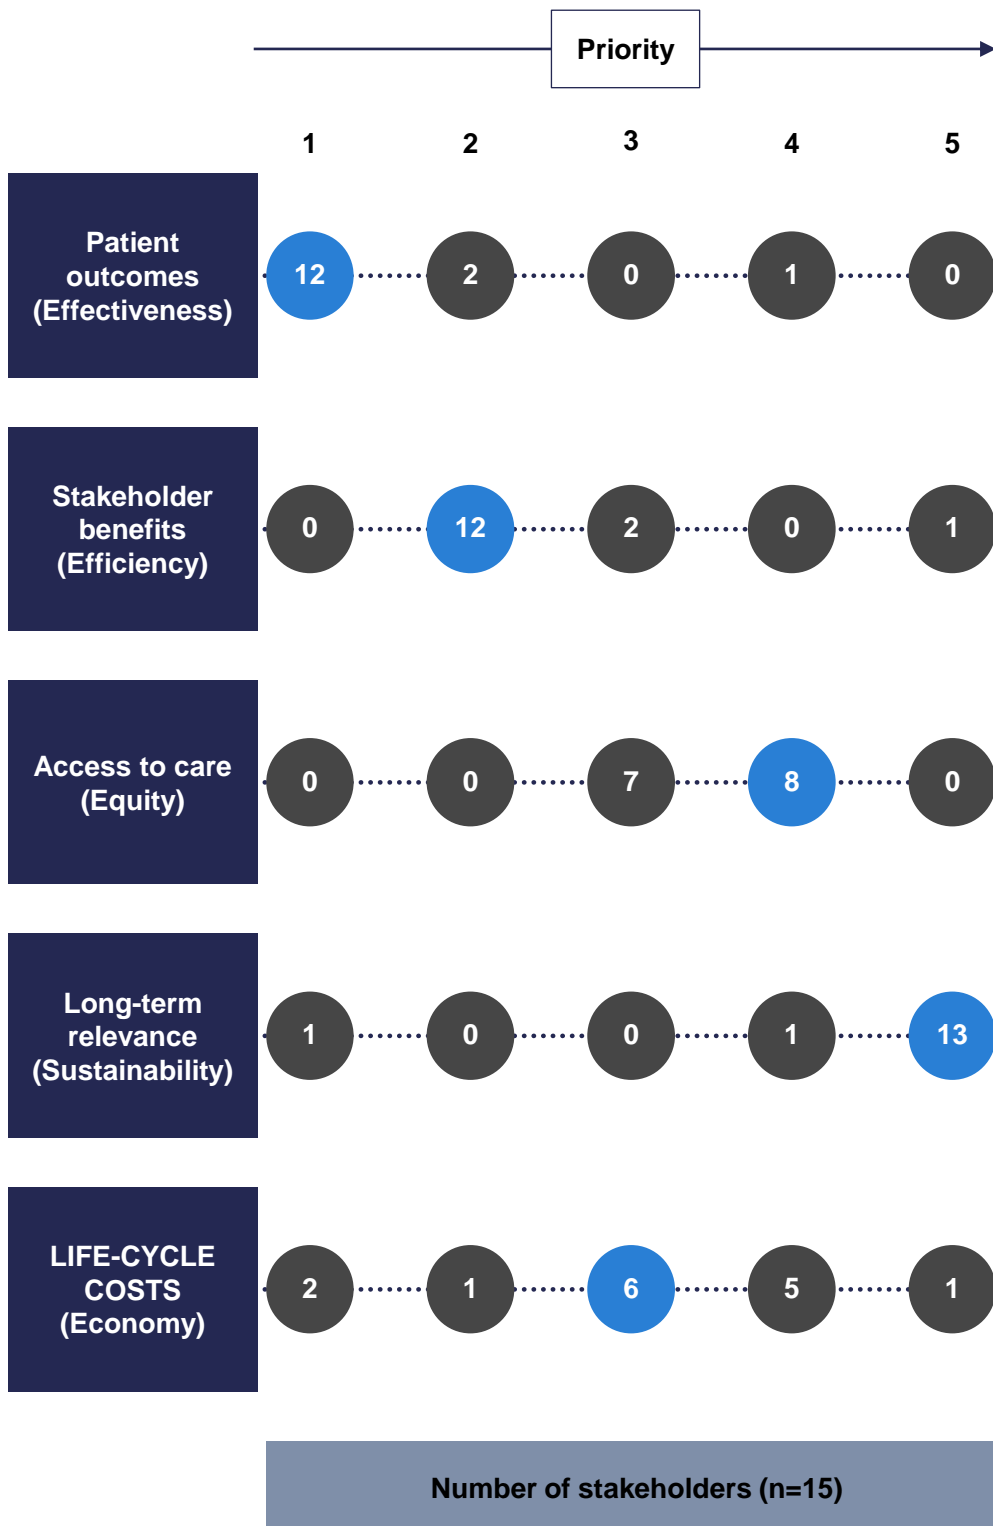 Priority
1 2 3 4 5
Patient
outcomes
(Effectiveness)
12 2 0 1 0
Stakeholder
benefits
(Efficiency)
0 12 2 0 1
Access to care
(Equity)
0 0 7 8 0
Long-term
relevance
(Sustainability)
1 0 0 1 13
LIFE-CYCLE
COSTS
(Economy)
2 1 6 5 1
Number of stakeholders (n=15)